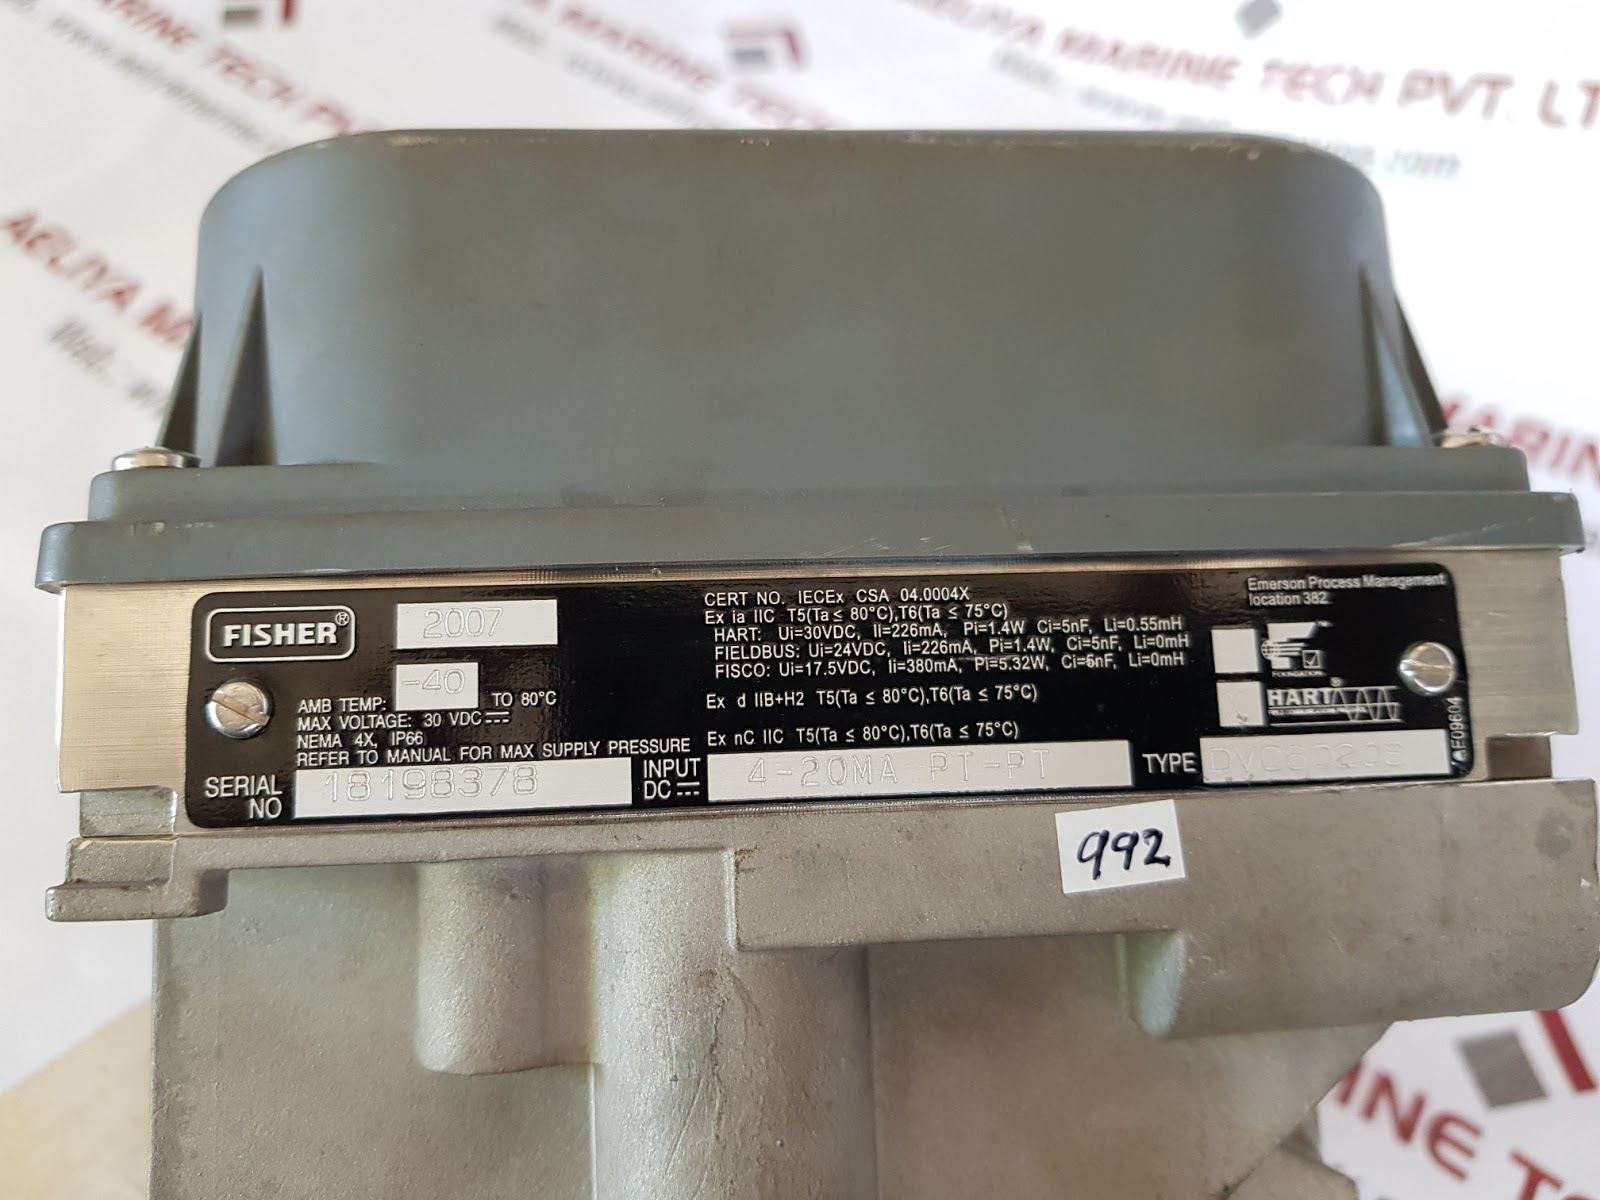 AELIYA MARINE TECH PVT. LT
FISHER®
2007
AMB TEMP: -40 TO 80°C
MAX VOLTAGE: 30 VDC
NEMA 4X, IP66
REFER TO MANUAL FOR MAX SUPPLY PRESSURE
SERIAL NO 18198378
CERT NO. IECEx CSA 04.0004X
Ex ia IIC T5(Ta ≤ 80°C),T6(Ta ≤ 75°C)
HART: Ui=30VDC, Ii=226mA, Pi=1.4W Ci=5nF, Li=0.55mH
FIELDBUS: Ui=24VDC, Ii=226mA, Pi=1.4W, Ci=5nF, Li=0mH
FISCO: Ui=17.5VDC, Ii=380mA, Pi=5.32W, Ci=5nF, Li=0mH
Ex d IIB+H2 T5(Ta ≤ 80°C),T6(Ta ≤ 75°C)
Ex nC IIC T5(Ta ≤ 80°C),T6(Ta ≤ 75°C)
INPUT DC 4-20MA PT-PT
Emerson Process Management
location 382
FOUNDATION
HART®
TYPE
E09604
992